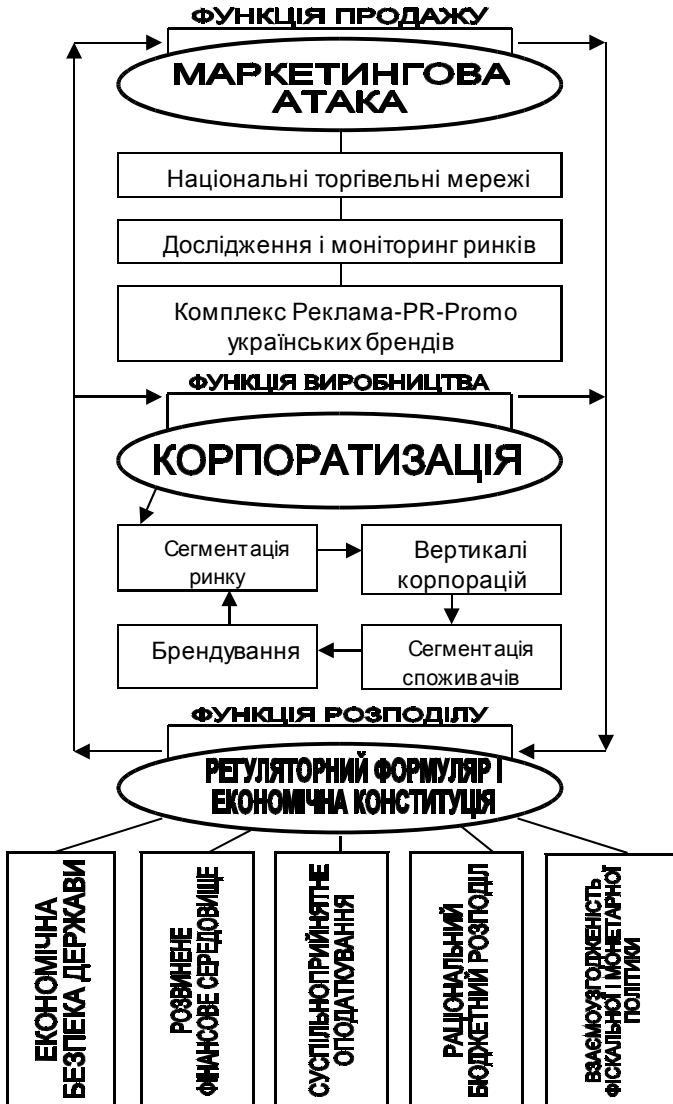 ФУНКЦІЯ ПРОДАЖУ
МАРКЕТИНГОВА
АТАКА
Національні торгівельні мережі
Дослідження і моніторинг ринків
Комплекс Реклама-PR-Promo
українських брендів
ФУНКЦІЯ ВИРОБНИЦТВА
КОРПОРАТИЗАЦІЯ
Сегментація
ринку
Вертикалі
корпорацій
Брендування
Сегментація
споживачів
ФУНКЦІЯ РОЗПОДІЛУ
РЕГУЛЯТОРНИЙ ФОРМУЛЯР І
ЕКОНОМІЧНА КОНСТИТУЦІЯ
ЕКОНОМІЧНА
БЕЗПЕКА ДЕРЖАВИ
РОЗВИНЕНЕ
ФІНАНСОВЕ СЕРЕДОВИЩЕ
СУСПІЛЬНОПРИЙНЯТНЕ
ОПОДАТКУВАННЯ
РАЦІОНАЛЬНИЙ
БЮДЖЕТНИЙ РОЗПОДІЛ
ВЗАЄМОУЗГОДЖЕНІСТЬ
ФІСКАЛЬНОЇ І МОНЕТАРНОЇ
ПОЛІТИКИ